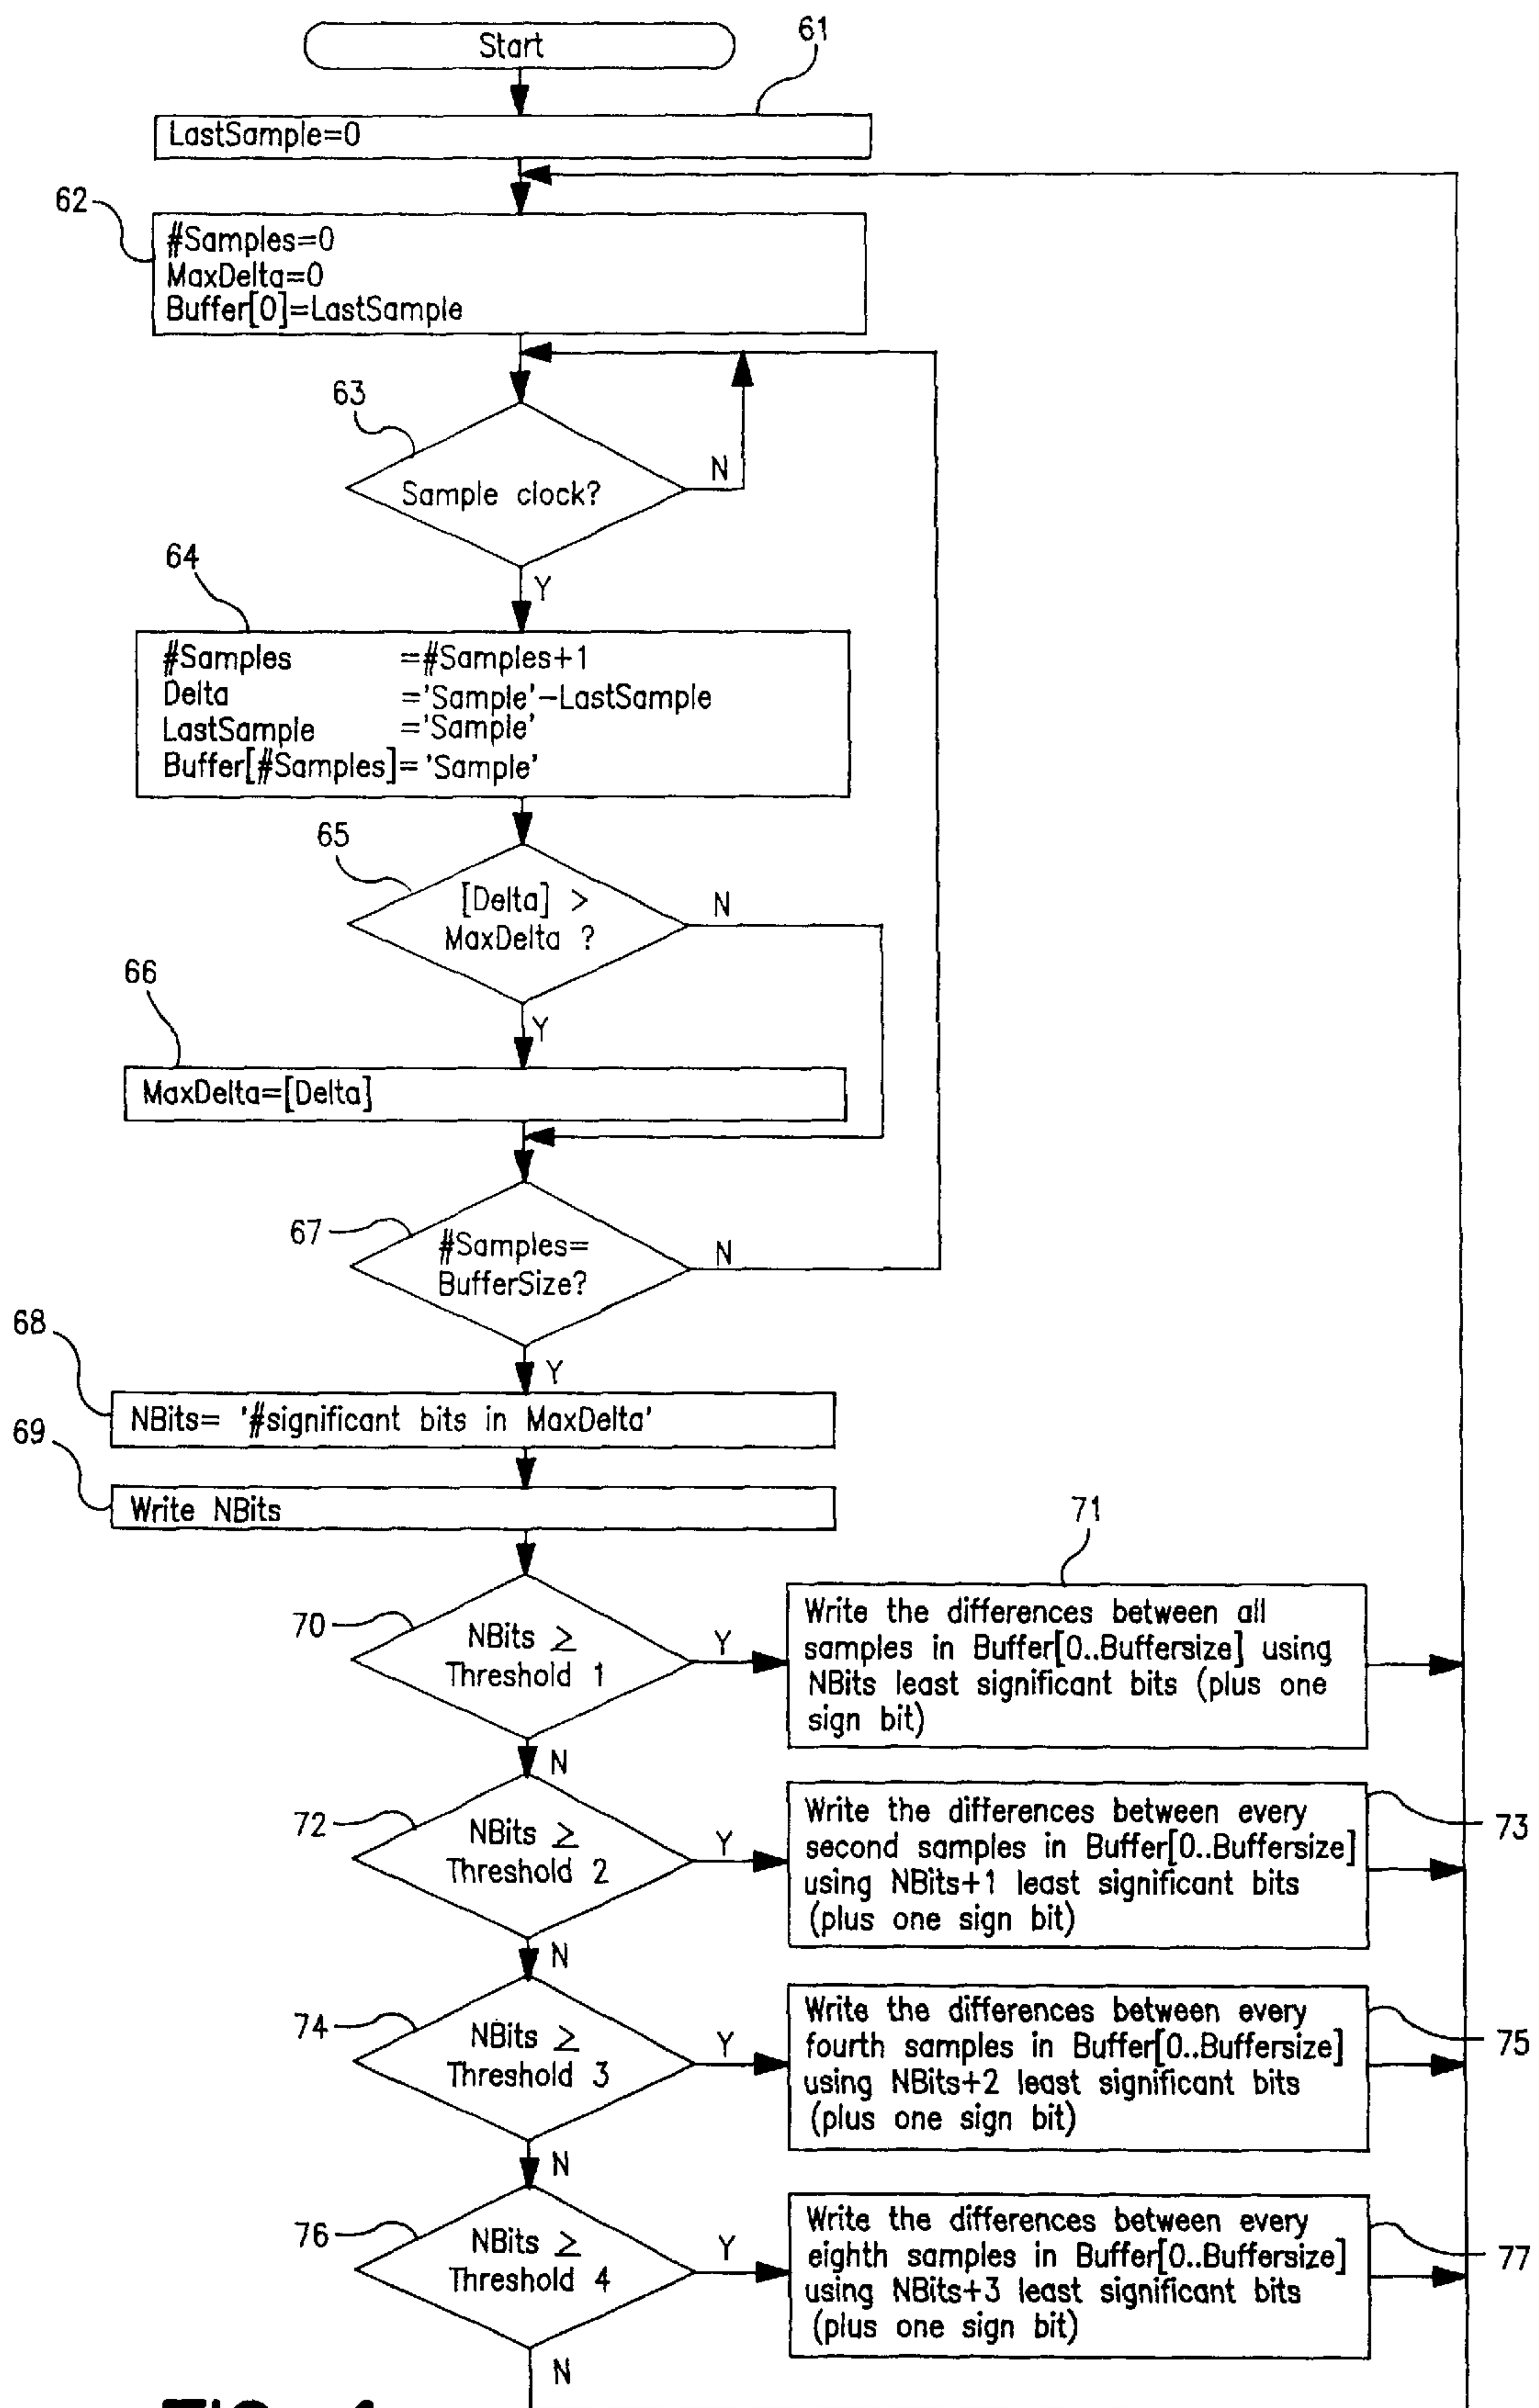 Start
61
LastSample=0
62
#Samples=0
MaxDelta=0
Buffer[0]=LastSample
63
Sample clock?
N
Y
64
#Samples =#Samples+1
Delta ='Sample'-LastSample
LastSample ='Sample'
Buffer[#Samples]='Sample'
65
[Delta] >
MaxDelta ?
N
Y
66
MaxDelta=[Delta]
67
#Samples=
BufferSize?
N
Y
68
NBits= '#significant bits in MaxDelta'
69
Write NBits
70
NBits ≥
Threshold 1
Y
N
71
Write the differences between all
samples in Buffer[0..Buffersize] using
NBits least significant bits (plus one
sign bit)
72
NBits ≥
Threshold 2
Y
N
Write the differences between every
second samples in Buffer[0..Buffersize]
using NBits+1 least significant bits
(plus one sign bit)
73
74
NBits ≥
Threshold 3
Y
N
Write the differences between every
fourth samples in Buffer[0..Buffersize]
using NBits+2 least significant bits
(plus one sign bit)
75
76
NBits ≥
Threshold 4
Y
N
Write the differences between every
eighth samples in Buffer[0..Buffersize]
using NBits+3 least significant bits
(plus one sign bit)
77